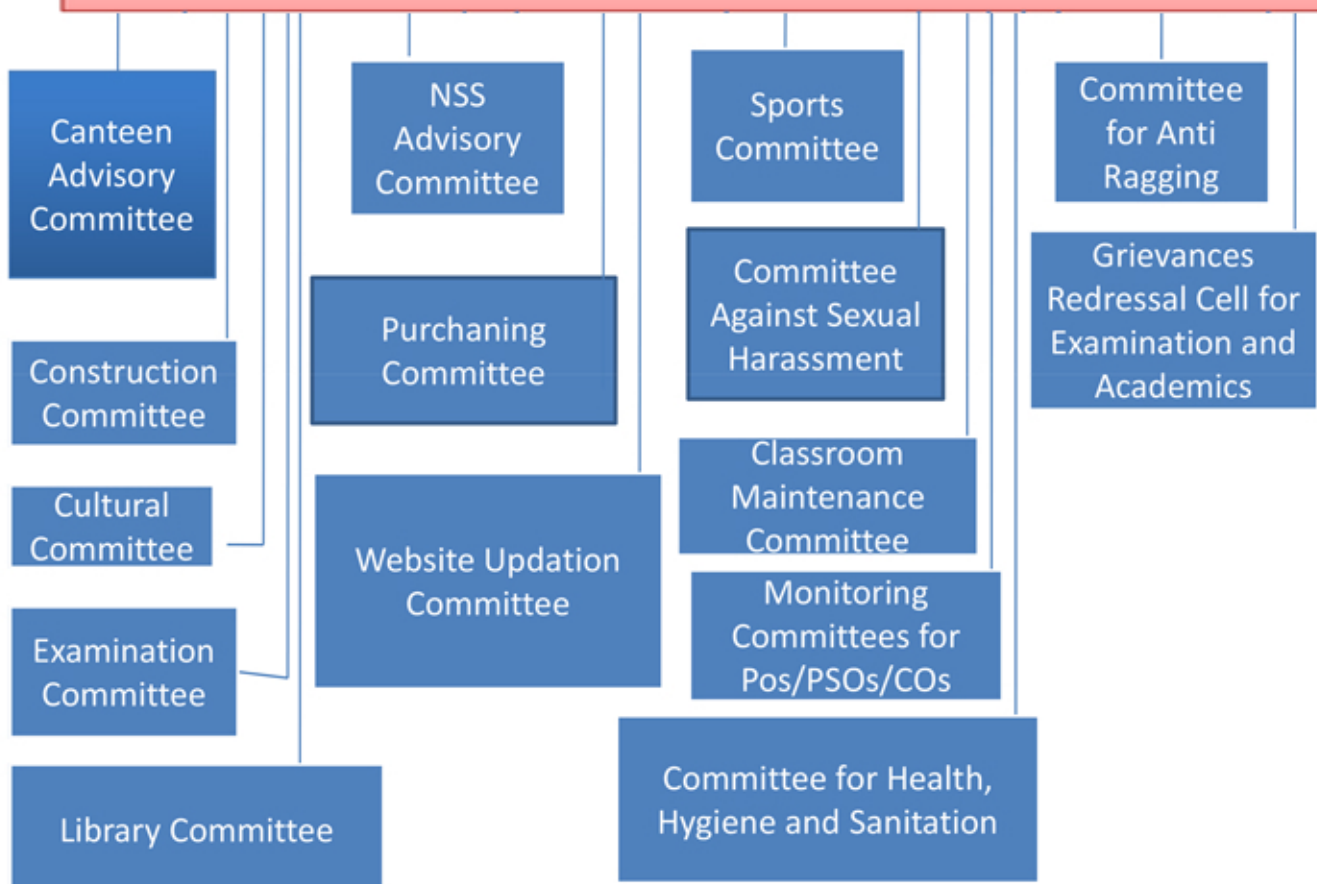 Canteen
Advisory
Committee
Construction
Committee
Cultural
Committee
Examination
Committee
Library Committee
NSS
Advisory
Committee
Purchaning
Committee
Website Updation
Committee
Sports
Committee
Committee
Against Sexual
Harassment
Classroom
Maintenance
Committee
Monitoring
Committees for
Pos/PSOs/COs
Committee for Health,
Hygiene and Sanitation
Committee
for Anti
Ragging
Grievances
Redressal Cell for
Examination and
Academics